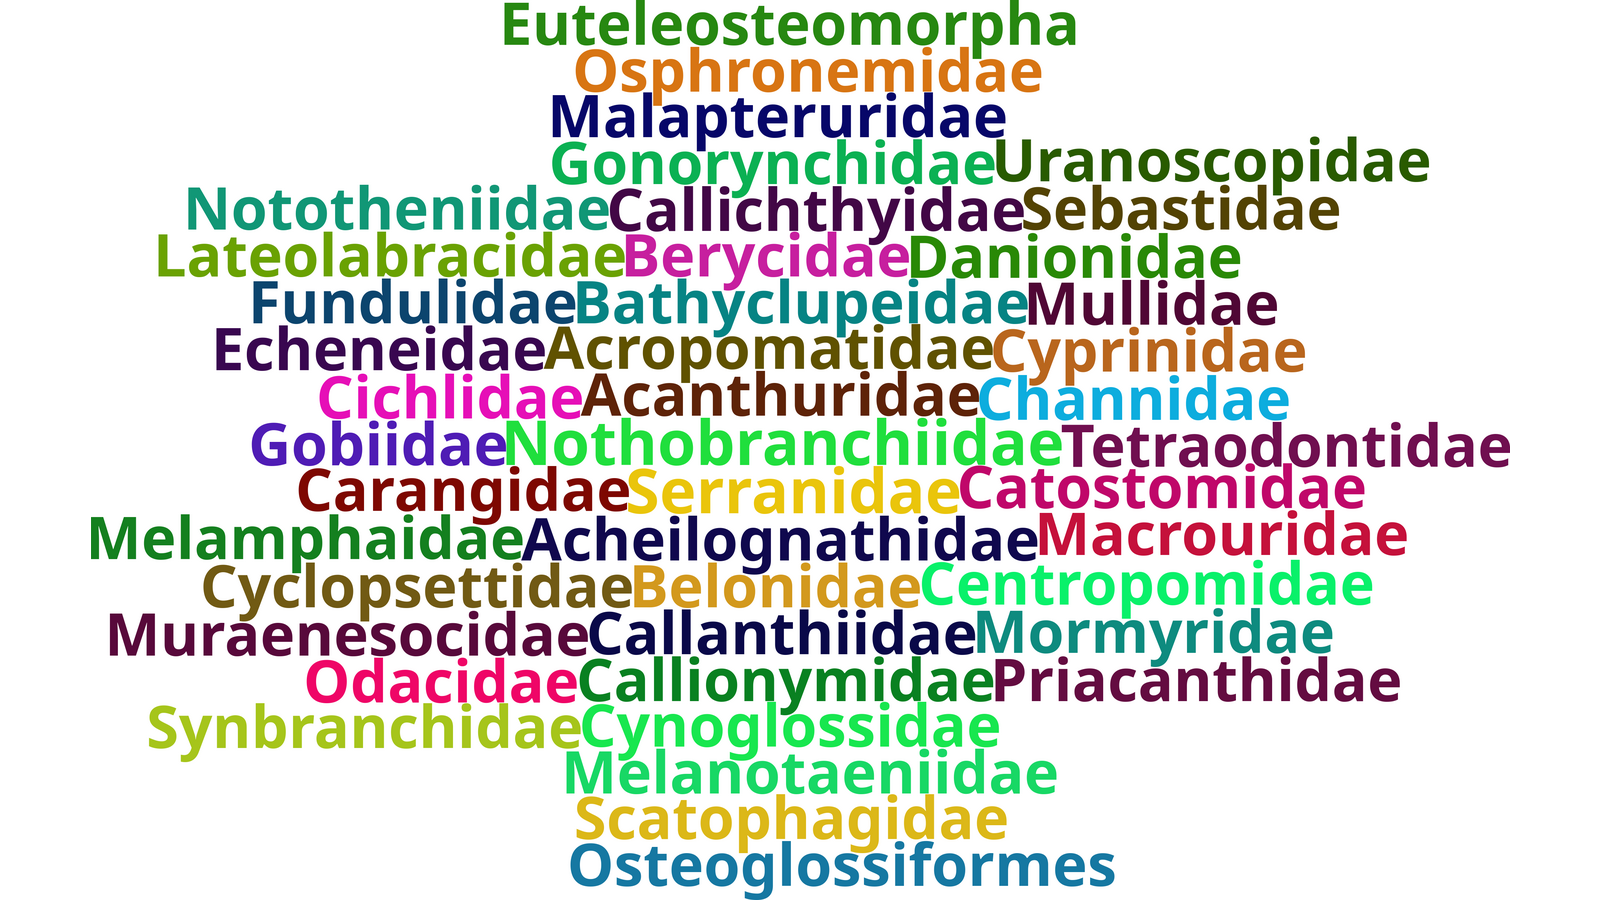 Euteleosteomorpha
Osphronemidae
Malapteruridae
Gonorynchidae Uranoscopidae
Nototheniidae Callichthyidae Sebastidae
Lateolabracidae Berycidae Danionidae
Fundulidae Bathyclupeidae Mullidae
Echeneidae Acropomatidae Cyprinidae
Cichlidae Acanthuridae Channidae
Gobiidae Nothobranchiidae Tetraodontidae
Carangidae Serranidae Catostomidae
Melamphaidae Acheilognathidae Macrouridae
Cyclopsettidae Belonidae Centropomidae
Muraenesocidae Callanthiidae Mormyridae
Odacidae Callionymidae Priacanthidae
Synbranchidae Cynoglossidae
Melanotaeniidae
Scatophagidae
Osteoglossiformes